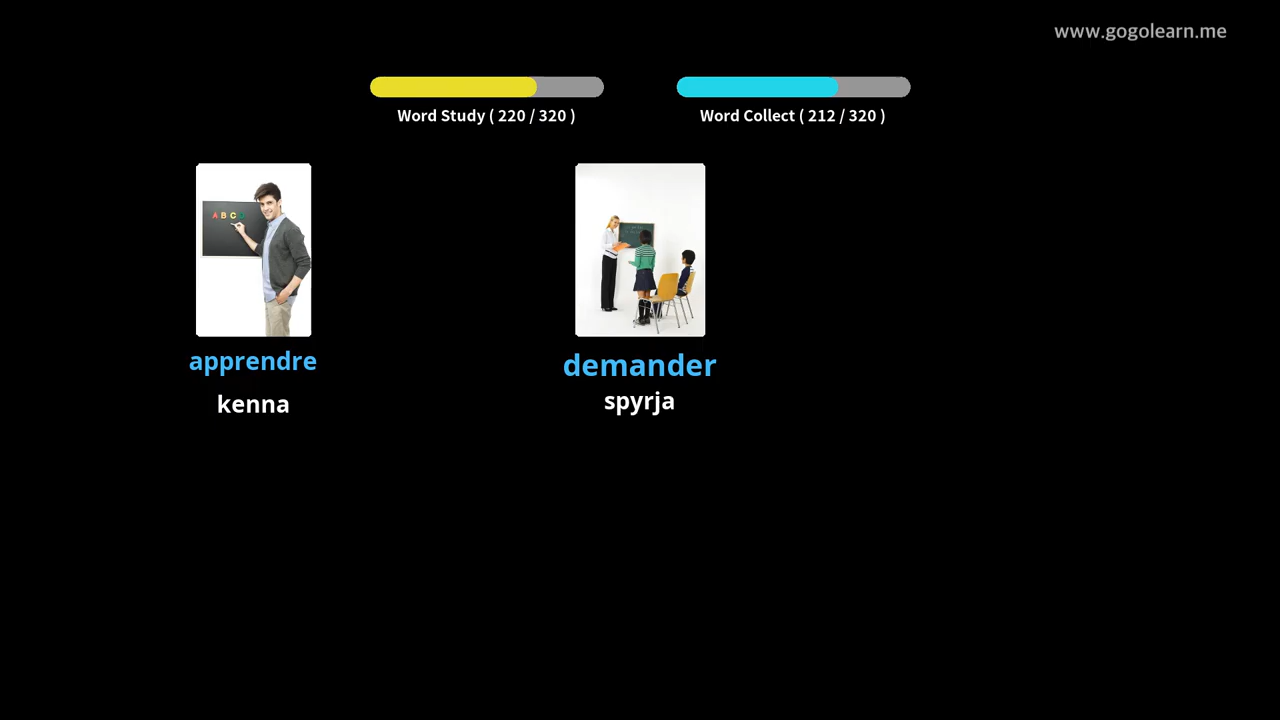 www.gogolearn.me
Word Study ( 220 / 320 )
Word Collect ( 212 / 320 )
A B C
apprendre
kenna
demander
spyrja